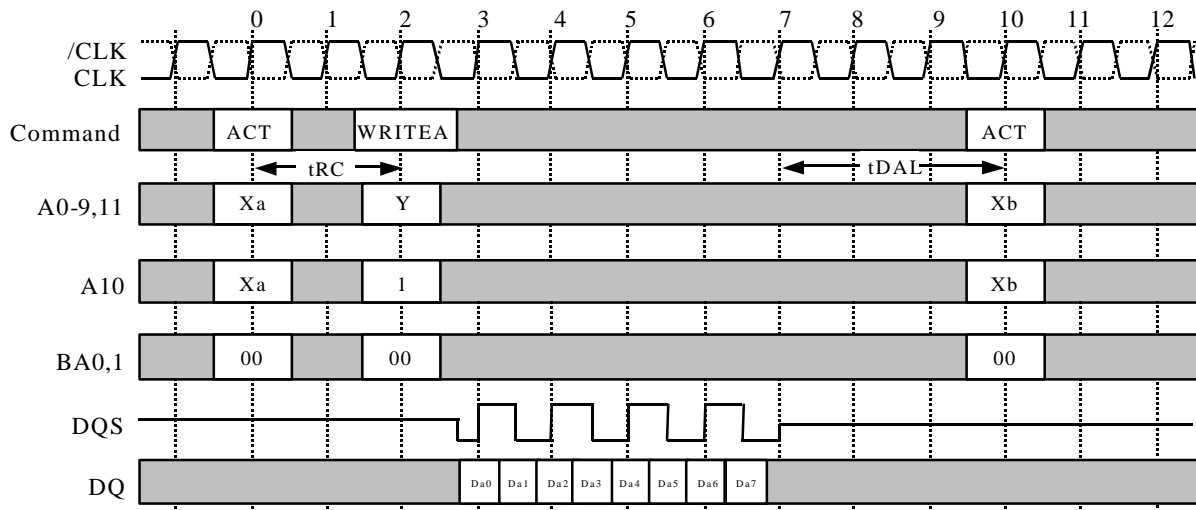 0 1 2 3 4 5 6 7 8 9 10 11 12
/CLK
CLK
Command ACT WRITEA ACT
tRC tDAL
A0-9,11 Xa Y Xb
A10 Xa 1 Xb
BA0,1 00 00 00
DQS
DQ Da0 Da1 Da2 Da3 Da4 Da5 Da6 Da7